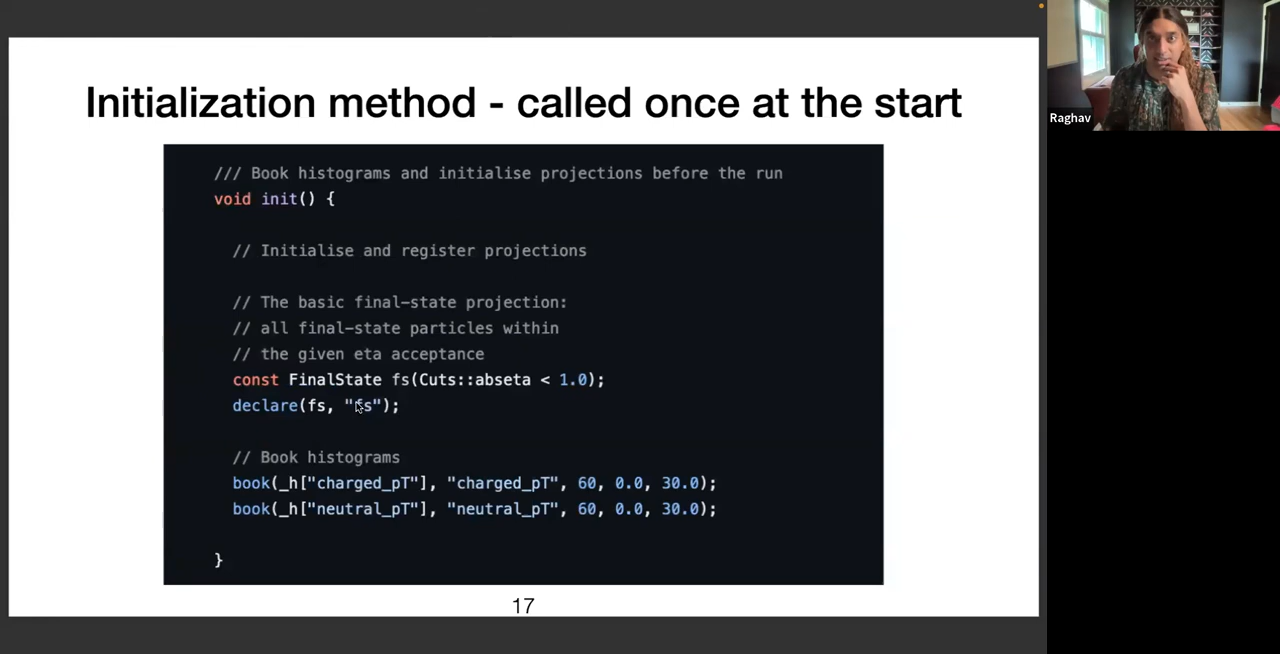 Initialization method - called once at the start
/// Book histograms and initialise projections before the run
void init() {
// Initialise and register projections
// The basic final-state projection:
// all final-state particles within
// the given eta acceptance
const FinalState fs(Cuts::abseta < 1.0);
declare(fs, "fs");
// Book histograms
book(_h["charged_pT"], "charged_pT", 60, 0.0, 30.0);
book(_h["neutral_pT"], "neutral_pT", 60, 0.0, 30.0);
}
17
Raghav